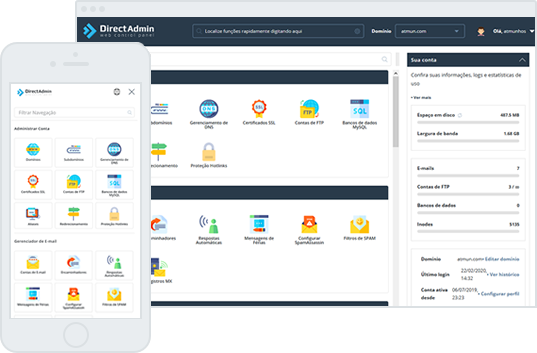 DirectAdmin
web control panel
Localize funções rapidamente digitando aqui
Domínio
atmun.com
Olá, atmunhos
Sua conta
Confira suas informações, logs e estatísticas de uso
• Ver mais
Espaço em disco
487.5 MB
Largura de banda
1.68 GB
E-mails
7
Contas de FTP
3 / ∞
Bancos de dados
0
Inodes
5135
Domínio
atmun.com
• Editar domínio
Último login
22/02/2020, 14:32
• Ver histórico
Conta ativa desde
06/07/2019, 23:23
• Configurar perfil
bdomínios
Gerenciamento de DNS
Certificados SSL
Contas de FTP
Bancos de dados MySQL
cionamento
Proteção Hotlinks
minhadores
Respostas Automáticas
Mensagens de Férias
Configurar SpamAssassin
Filtros de SPAM
gistros MX
DirectAdmin
Filtrar Navegação
Administrar Conta
Domínios
Subdomínios
Gerenciamento de DNS
Certificados SSL
Contas de FTP
Bancos de dados MySQL
Aliases
Redirecionamento
Proteção Hotlinks
Gerenciador de E-mail
Contas de E-mail
Encaminhadores
Respostas Automáticas
Mensagens de Férias
Configurar SpamAssassin
Filtros de SPAM